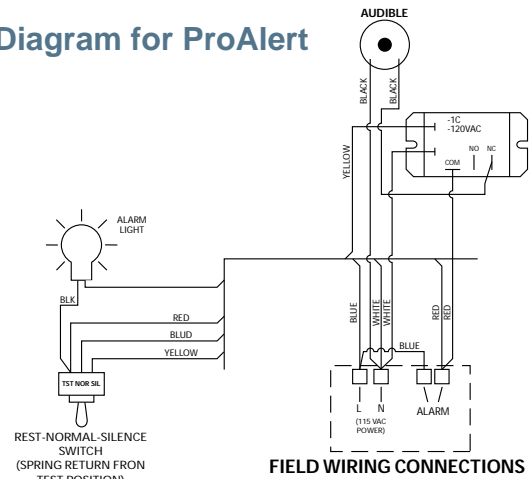 Diagram for ProAlert
AUDIBLE
BLACK
BLACK
-1C
-120VAC
NO NC
COM
YELLOW
ALARM
LIGHT
BLK
RED
BLUD
YELLOW
TST NOR SIL
REST-NORMAL-SILENCE
SWITCH
(SPRING RETURN FRON
TEST POSITION)
BLUE
WHITE
WHITE
RED
RED
BLUE
L N
(115 VAC
POWER)
ALARM
FIELD WIRING CONNECTIONS